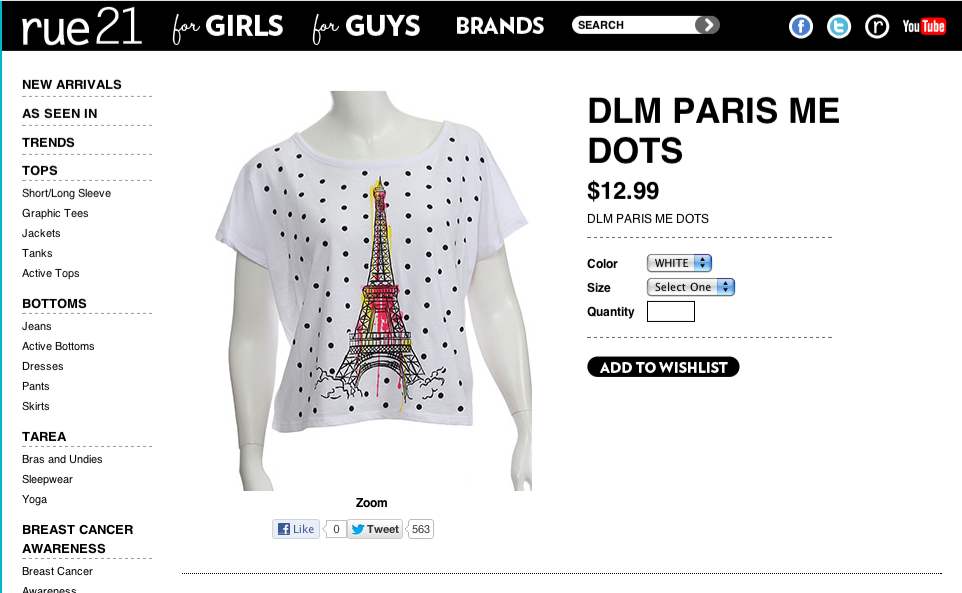 rue21
for GIRLS
for GUYS
BRANDS
SEARCH
f
t
r
YouTube
NEW ARRIVALS
AS SEEN IN
TRENDS
TOPS
Short/Long Sleeve
Graphic Tees
Jackets
Tanks
Active Tops
BOTTOMS
Jeans
Active Bottoms
Dresses
Pants
Skirts
TAREA
Bras and Undies
Sleepwear
Yoga
BREAST CANCER
AWARENESS
Breast Cancer
Awareness
Zoom
Like 0 Tweet 563
DLM PARIS ME
DOTS
$12.99
DLM PARIS ME DOTS
Color WHITE
Size Select One
Quantity
ADD TO WISHLIST